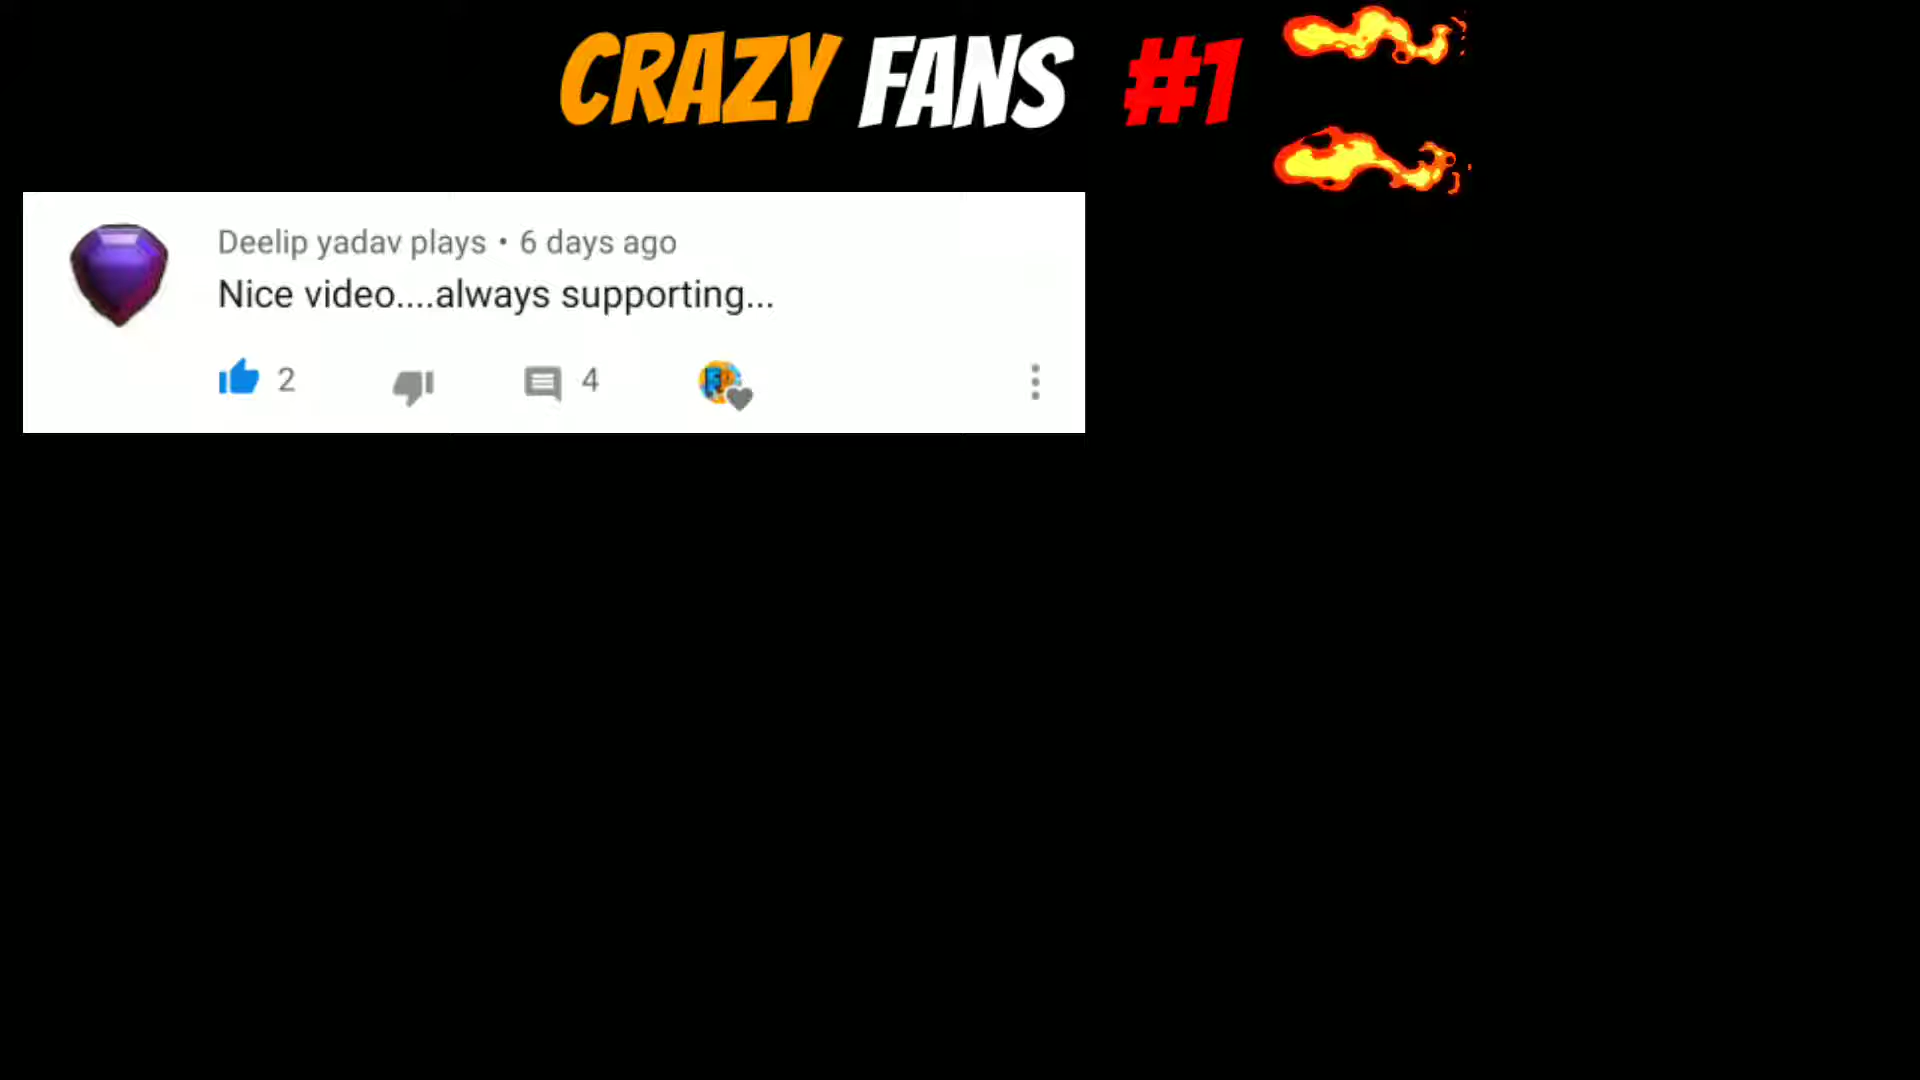 CRAZY FANS #1
Deelip yadav plays • 6 days ago
Nice video....always supporting...
2 4